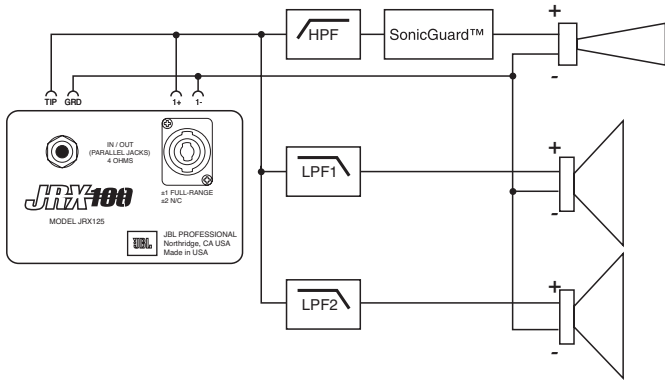 +
HPF
SonicGuard™
-
TIP
GRD
1+
1-
IN / OUT
(PARALLEL JACKS)
4 OHMS
±1 FULL-RANGE
±2 N/C
JRX100
MODEL JRX125
JBL
JBL PROFESSIONAL
Northridge, CA USA
Made in USA
+
LPF1
-
+
LPF2
-